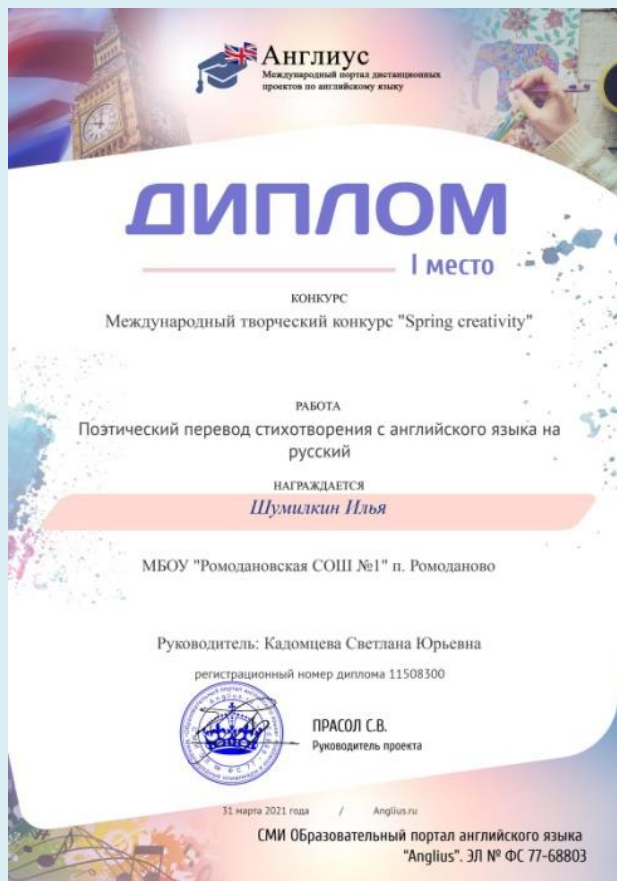 Англиус
Международный портал дистанционных
проектов по английскому языку
ДИПЛОМ
I место
КОНКУРС
Международный творческий конкурс "Spring creativity"
РАБОТА
Поэтический перевод стихотворения с английского языка на
русский
НАГРАЖДАЕТСЯ
Шумилкин Илья
МБОУ "Ромодановская СОШ №1" п. Ромоданово
Руководитель: Кадомцева Светлана Юрьевна
регистрационный номер диплома 11508300
ПРАСОЛ С.В.
Руководитель проекта
31 марта 2021 года / Anglius.ru
СМИ ОБразовательный портал английского языка
"Anglius". ЭЛ № ФС 77-68803